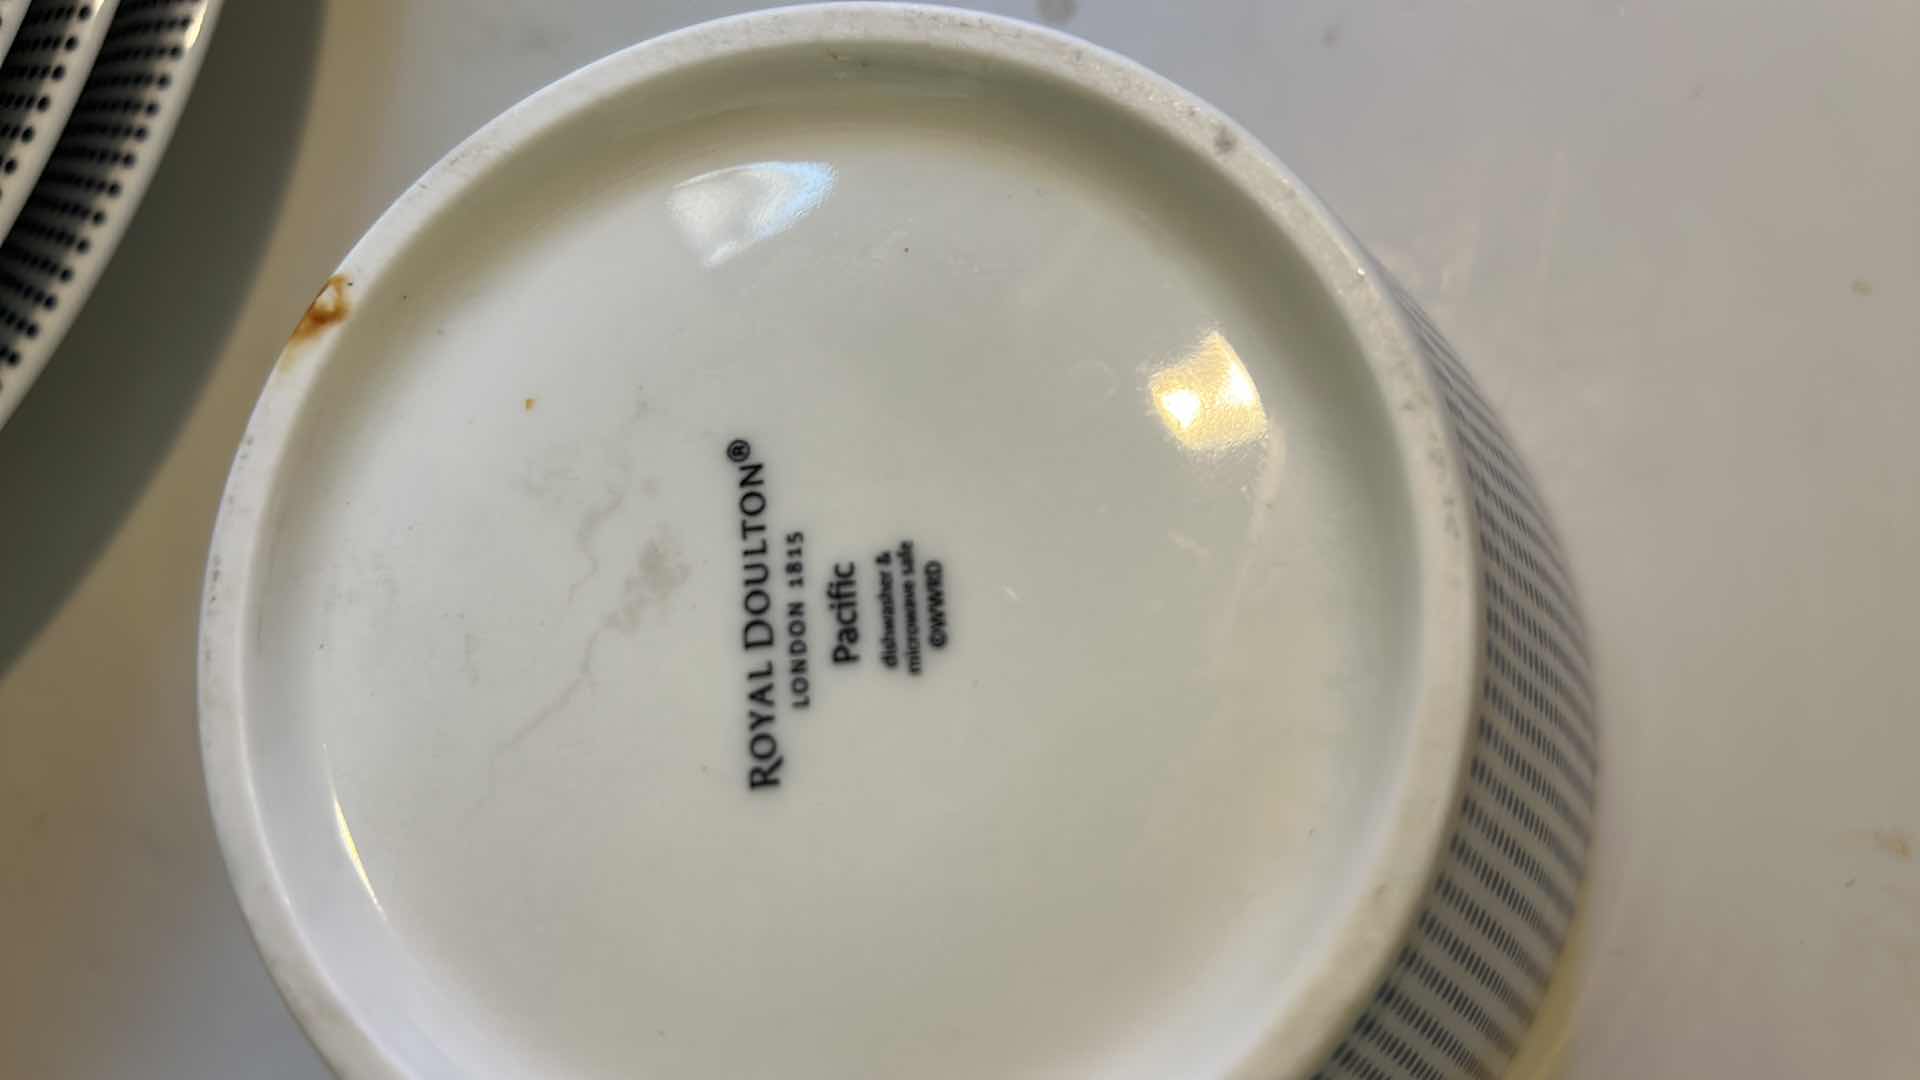 ROYAL DOULTON®
LONDON 1815
Pacific
dishwasher &
microwave safe
©WWRD